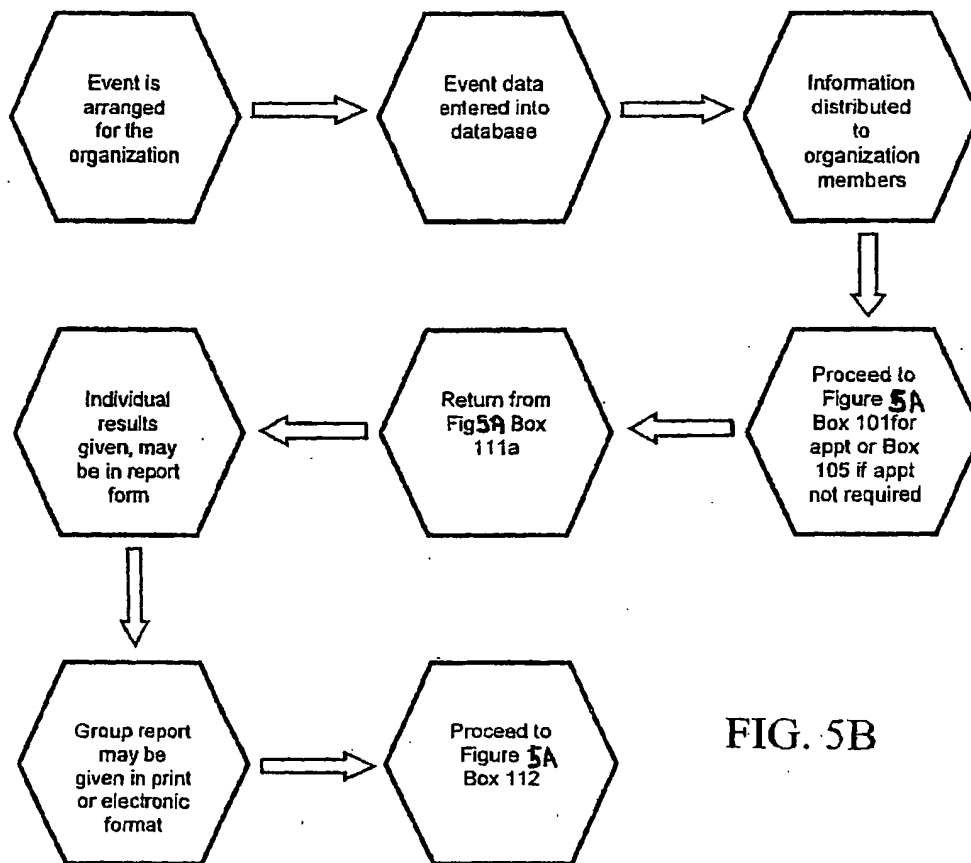 Event is
arranged
for the
organization
Event data
entered into
database
Information
distributed
to
organization
members
Proceed to
Figure 5A
Box 101for
appt or Box
105 if appt
not required
Return from
Fig5A Box
111a
Individual
results
given, may
be in report
form
Group report
may be
given in print
or electronic
format
Proceed to
Figure 5A
Box 112
FIG. 5B